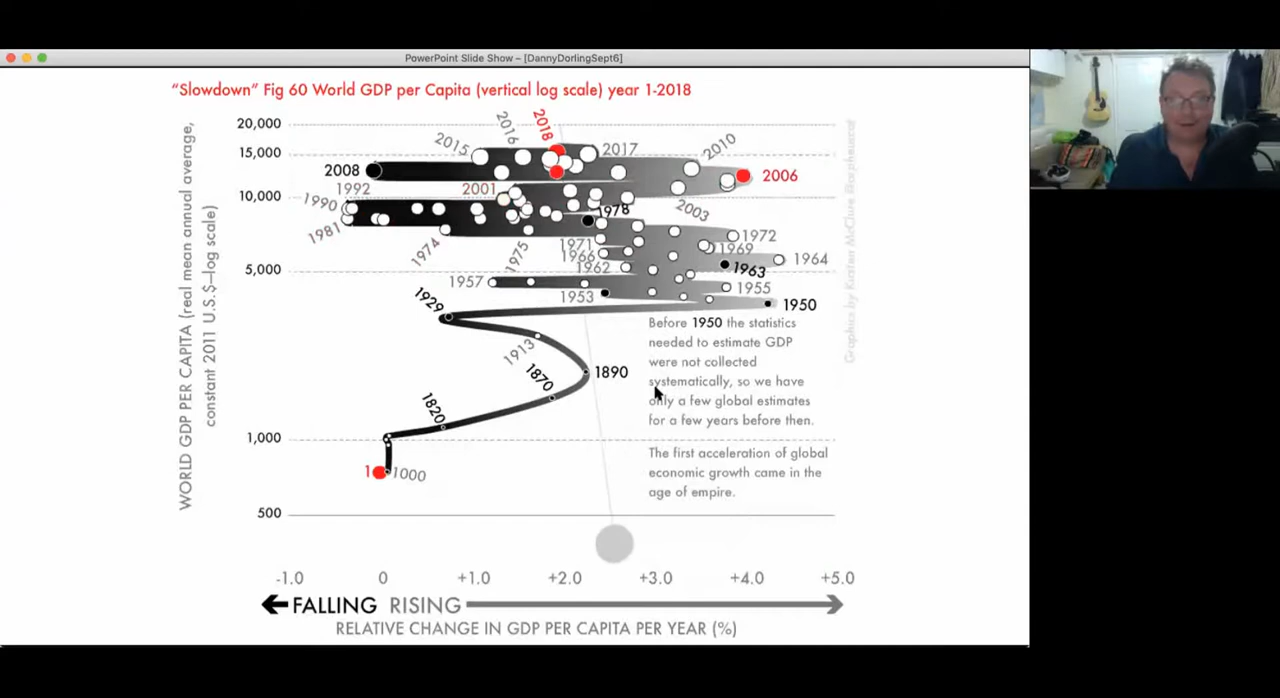 PowerPoint Slide Show – [DannyDorlingSept6]
“Slowdown” Fig 60 World GDP per Capita (vertical log scale) year 1-2018
WORLD GDP PER CAPITA (real mean annual average,
constant 2011 U.S.$—log scale)
20,000
15,000
10,000
5,000
1,000
500
2015
2016
2018
2017
2010
2008
2006
1992
2001
1990
2003
1978
1981
1974
1975
1971
1972
1966
1969
1962
1964
1963
1957
1953
1955
1950
1929
1913
1890
1870
1820
1
1000
Before 1950 the statistics
needed to estimate GDP
were not collected
systematically, so we have
only a few global estimates
for a few years before then.
The first acceleration of global
economic growth came in the
age of empire.
Graphics by Kirsten McClure
-1.0
0
+1.0
+2.0
+3.0
+4.0
+5.0
FALLING RISING
RELATIVE CHANGE IN GDP PER CAPITA PER YEAR (%)